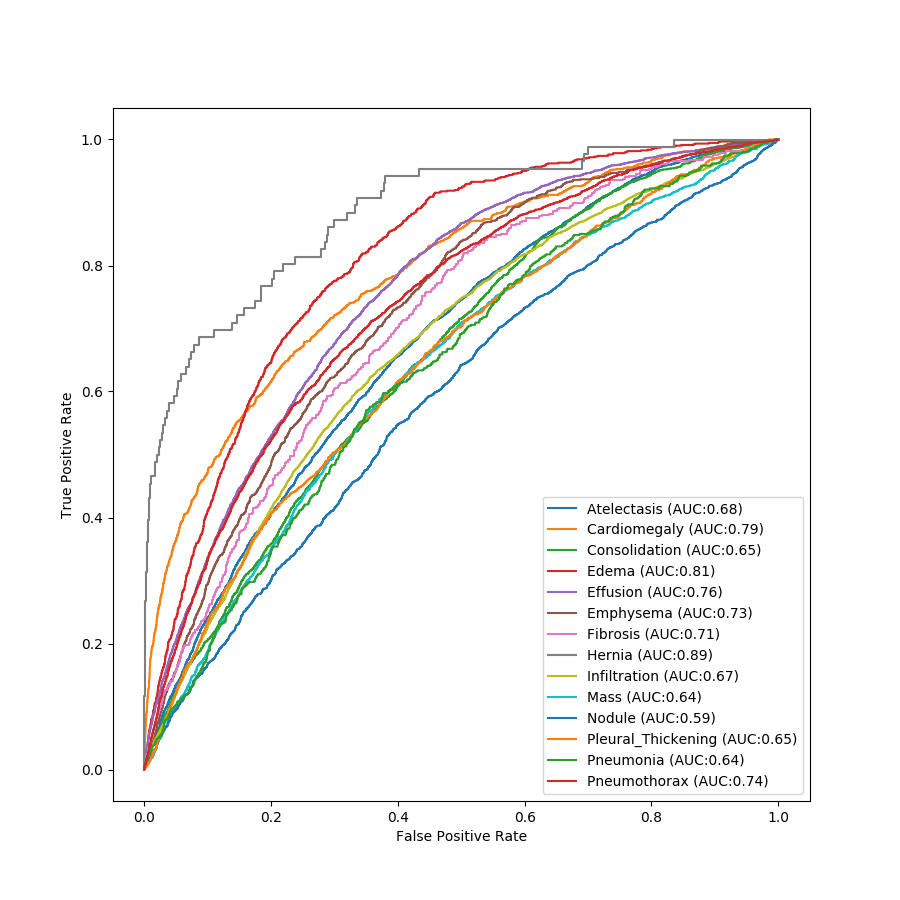 1.0
0.8
0.6
0.4
0.2
0.0
True Positive Rate
0.0 0.2 0.4 0.6 0.8 1.0
False Positive Rate
Atelectasis (AUC:0.68)
Cardiomegaly (AUC:0.79)
Consolidation (AUC:0.65)
Edema (AUC:0.81)
Effusion (AUC:0.76)
Emphysema (AUC:0.73)
Fibrosis (AUC:0.71)
Hernia (AUC:0.89)
Infiltration (AUC:0.67)
Mass (AUC:0.64)
Nodule (AUC:0.59)
Pleural_Thickening (AUC:0.65)
Pneumonia (AUC:0.64)
Pneumothorax (AUC:0.74)